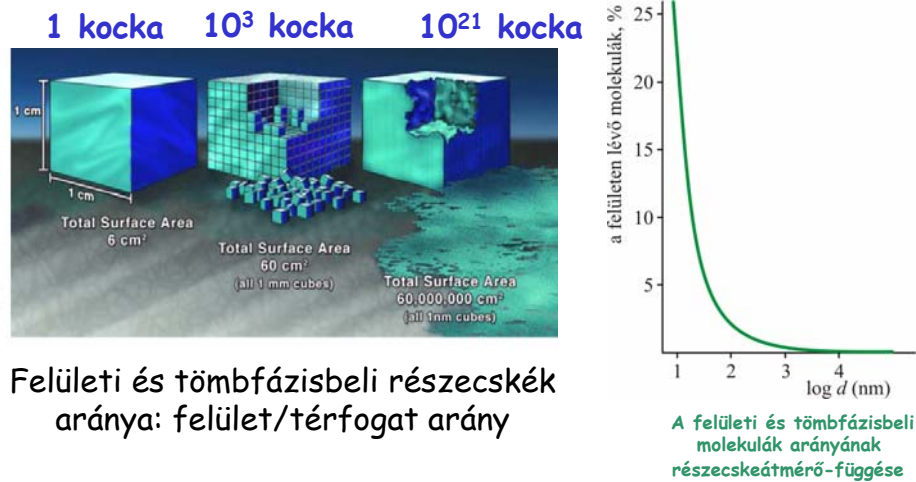 1 kocka
10³ kocka
10²¹ kocka
1 cm
1 cm
Total Surface Area
6 cm²
Total Surface Area
60 cm²
(all 1 mm cubes)
Total Surface Area
60,000,000 cm²
(all 1nm cubes)
Felületi és tömbfázisbeli részecskék
aránya: felület/térfogat arány
a felületen lévő molekulák, %
25
20
15
10
5
1 2 3 4
log d (nm)
A felületi és tömbfázisbeli
molekulák arányának
részecskeátmérő-függése